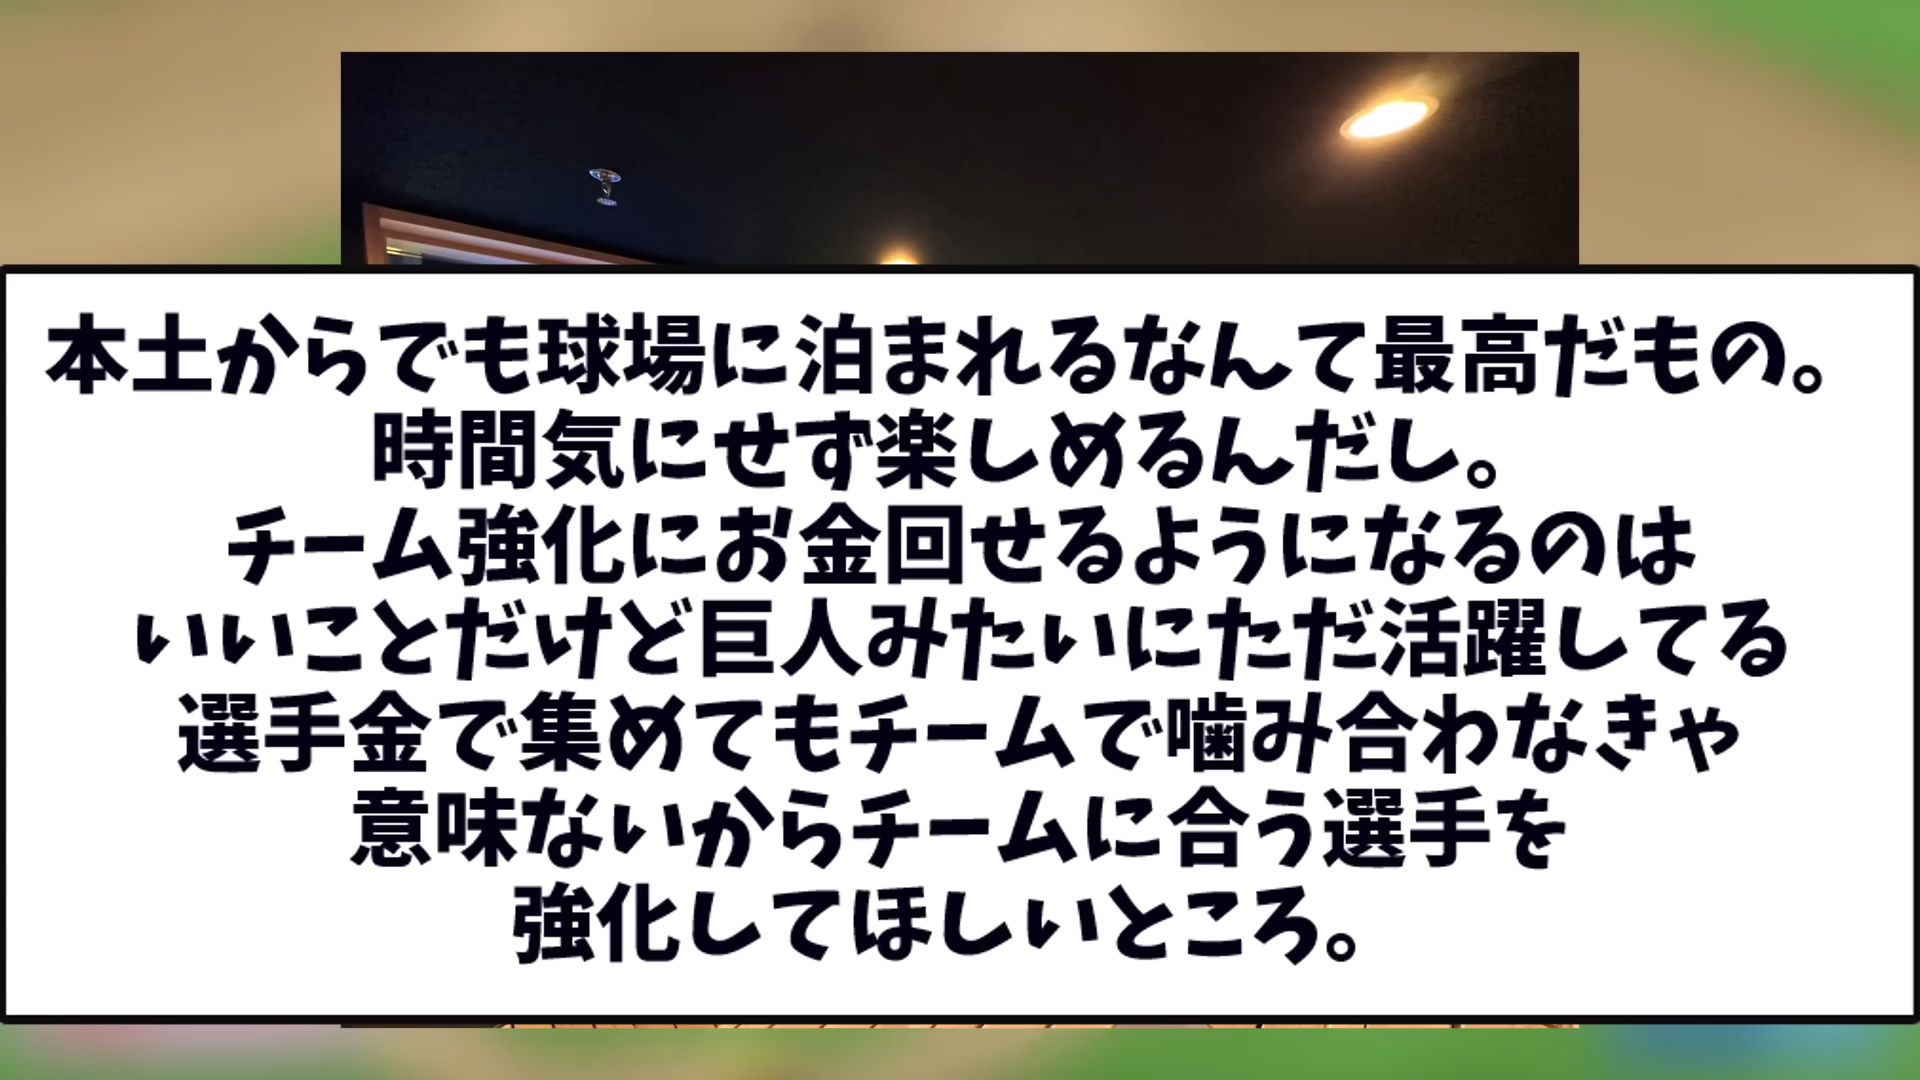 本土からでも球場に泊まれるなんて最高だもの。
時間気にせず楽しめるんだし。
チーム強化にお金回せるようになるのは
いいことだけど巨人みたいにただ活躍してる
選手金で集めてもチームで噛み合わなきゃ
意味ないからチームに合う選手を
強化してほしいところ。